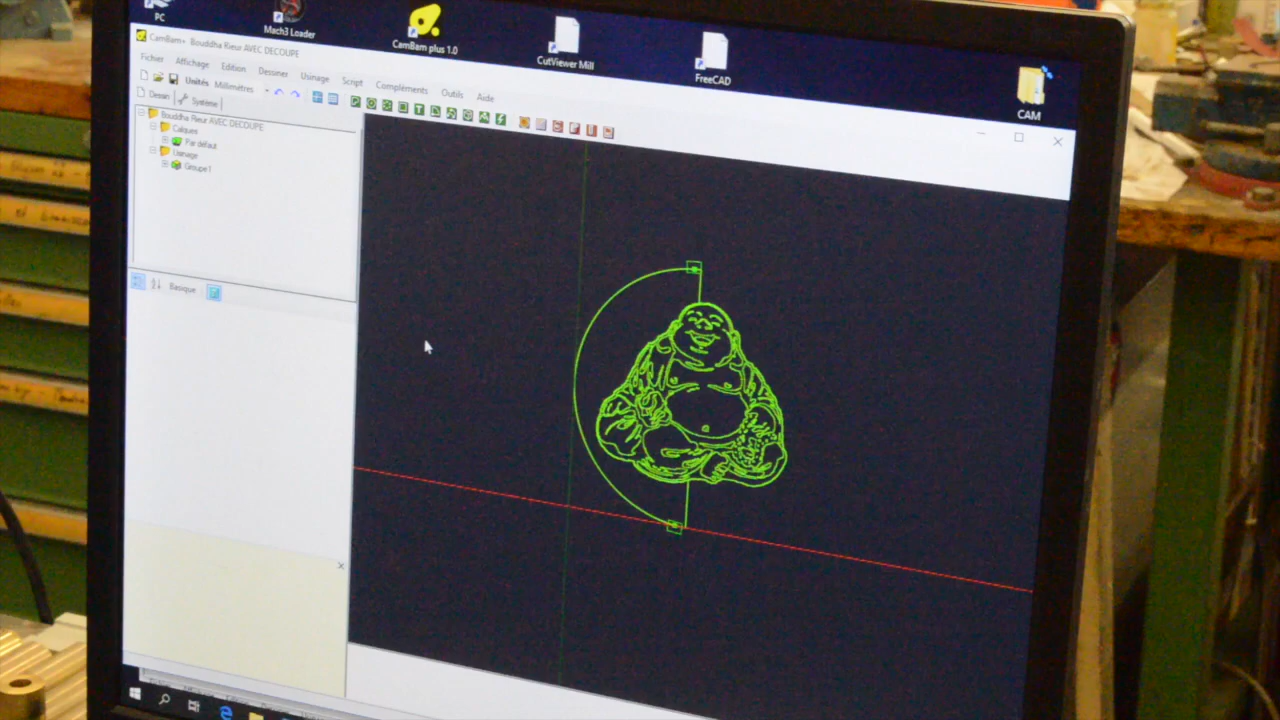 PC
Mach3 Loader
CamBam plus 1.0
CutViewer Mill
FreeCAD
CAM
CamBam+ Bouddha Rieur AVEC DECOUPE
Fichier Affichage Edition Dessiner Usinage Script Compléments Outils Aide
Unités Millimètres
Dessin Système
Bouddha Rieur AVEC DECOUPE
Calques
Par défaut
Usinage
Groupe1
Basique